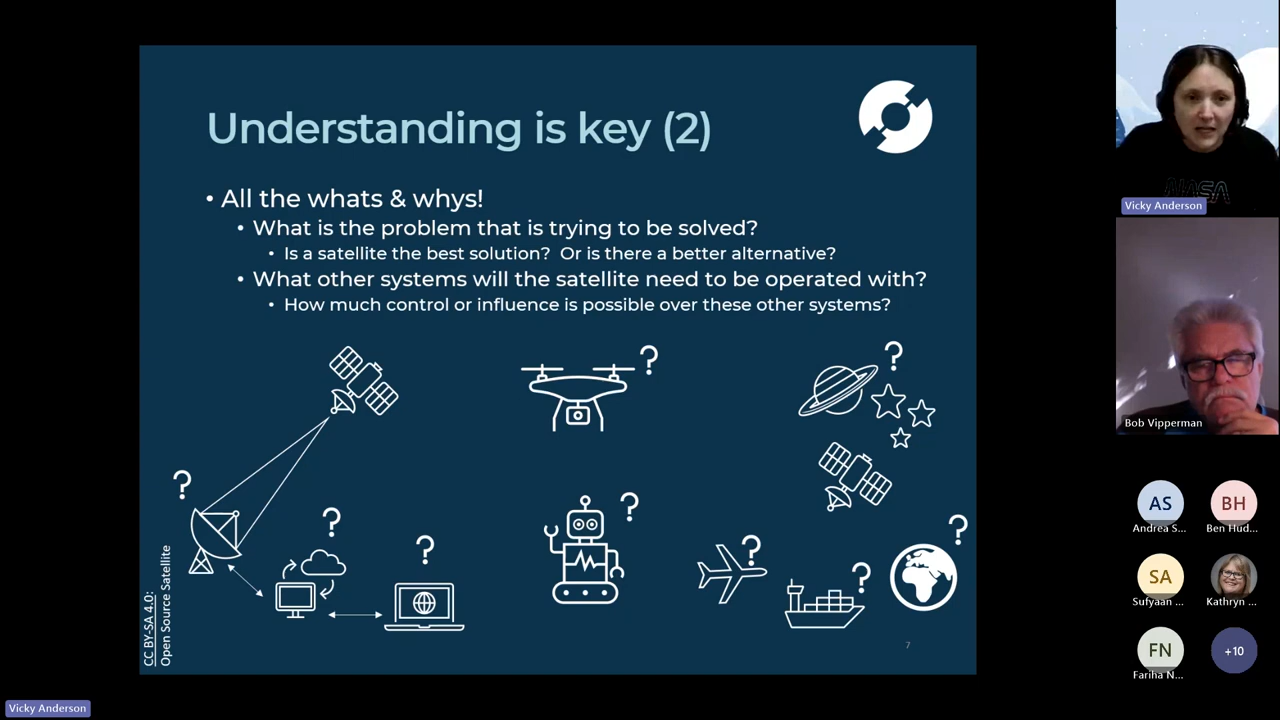 Understanding is key (2)
• All the whats & whys!
• What is the problem that is trying to be solved?
• Is a satellite the best solution? Or is there a better alternative?
• What other systems will the satellite need to be operated with?
• How much control or influence is possible over these other systems?
?
?
?
?
?
?
?
?
?
?
CC BY-SA 4.0:
Open Source Satellite
7
NASA
Vicky Anderson
Bob Vipperman
AS
Andrea S...
BH
Ben Hud...
SA
Sufyaan ...
Kathryn ...
FN
Fariha N...
+10
Vicky Anderson